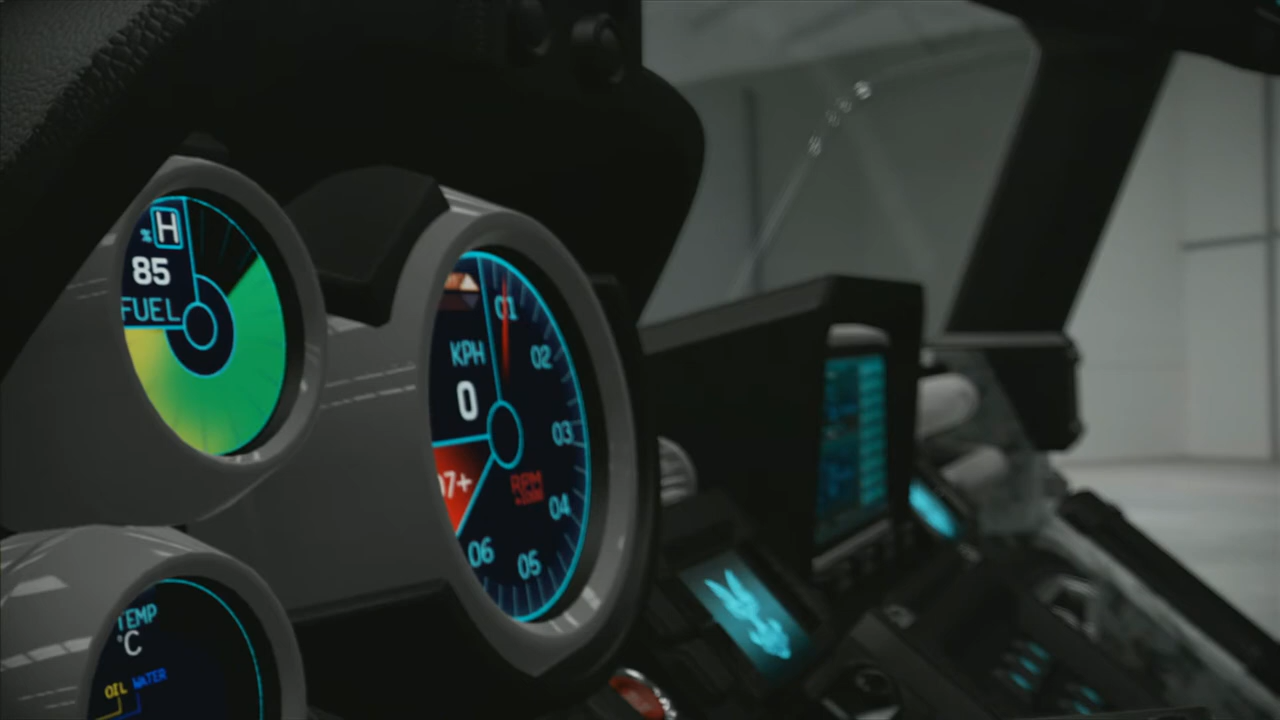 % H
85
FUEL
KPH
0
01
02
03
04
05
06
07+
RPM
TEMP
°C
OIL WATER